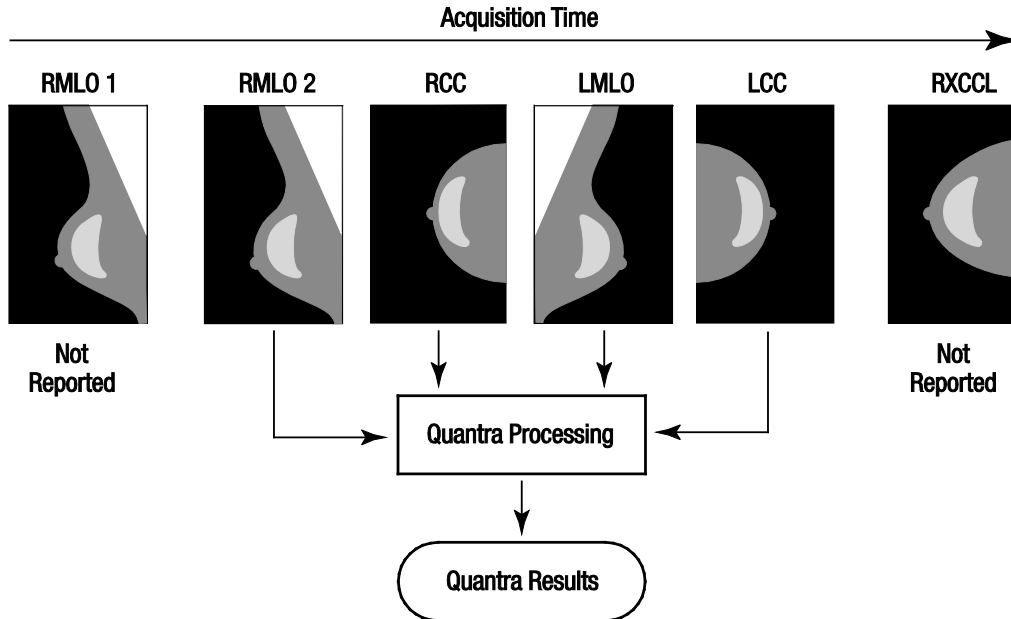 Acquisition Time
RMLO 1
RMLO 2
RCC
LMLO
LCC
RXCCL
Not
Reported
Not
Reported
Quantra Processing
Quantra Results